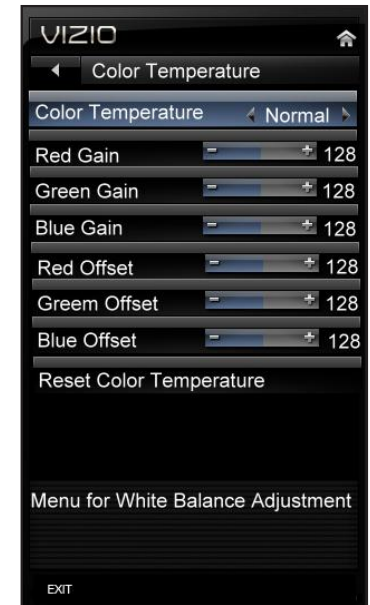 VIZIO
Color Temperature
Color Temperature Normal
Red Gain - + 128
Green Gain - + 128
Blue Gain - + 128
Red Offset - + 128
Greem Offset - + 128
Blue Offset - + 128
Reset Color Temperature
Menu for White Balance Adjustment
EXIT